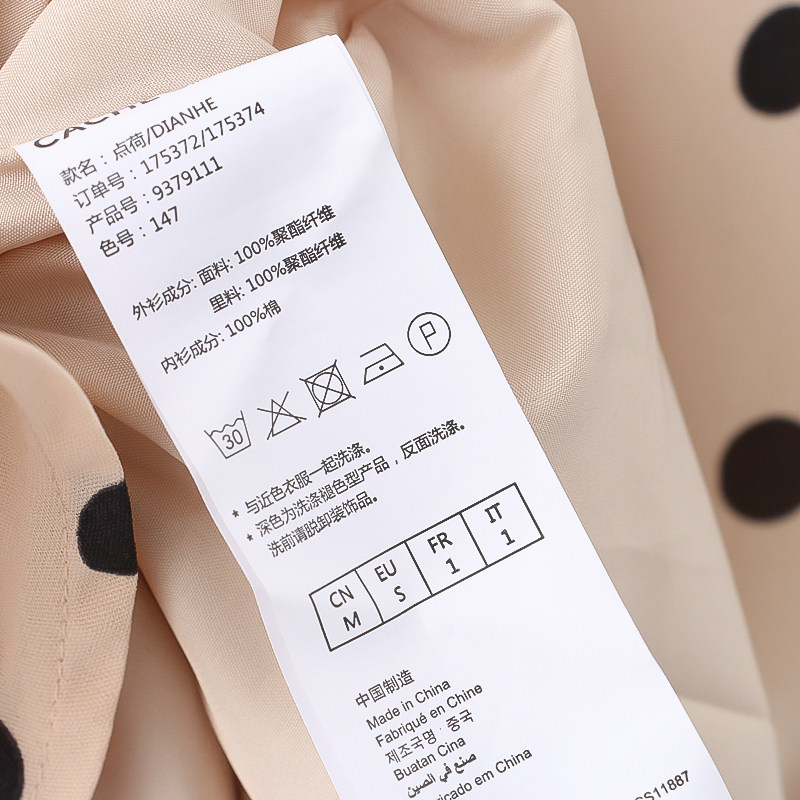 款名：点荷/DIANHE
订单号：175372/175374
产品号：9379111
色号：147
外衫成分: 面料: 100%聚酯纤维
里料: 100%聚酯纤维
内衫成分: 100%棉
30
P
* 与近色衣服一起洗涤。
* 深色为洗涤褪色型产品，反面洗涤。
* 洗前请脱卸装饰品。
CN EU FR IT
M S 1 1
中国制造
Made in China
Fabriqué en Chine
제조국명 : 중국
Buatan Cina
صنع في الصين
em China
11887